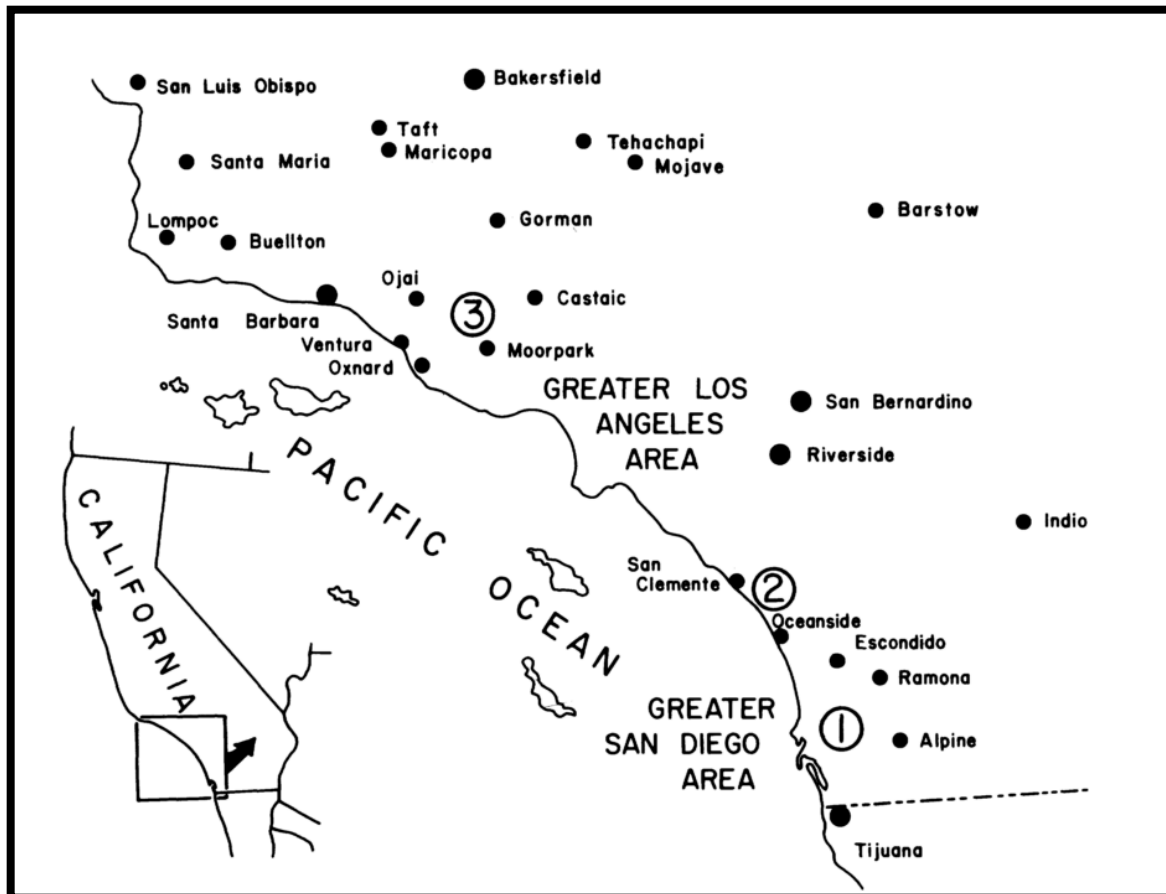 San Luis Obispo
Bakersfield
Taft
Maricopa
Tehachapi
Mojave
Santa Maria
Barstow
Gorman
Lompoc
Buellton
Ojai
Castaic
3
Santa Barbara
Ventura
Moorpark
Oxnard
GREATER LOS
ANGELES
AREA
San Bernardino
Riverside
PACIFIC
OCEAN
CALIFORNIA
Indio
San
Clemente
2
Oceanside
Escondido
Ramona
GREATER
SAN DIEGO
AREA
1
Alpine
Tijuana